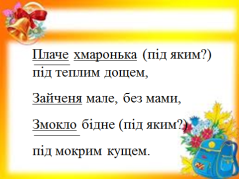 Плаче хмаронька (під яким?)
під теплим дощем,
Зайченя мале, без мами,
Змокло бідне (під яким?)
під мокрим кущем.